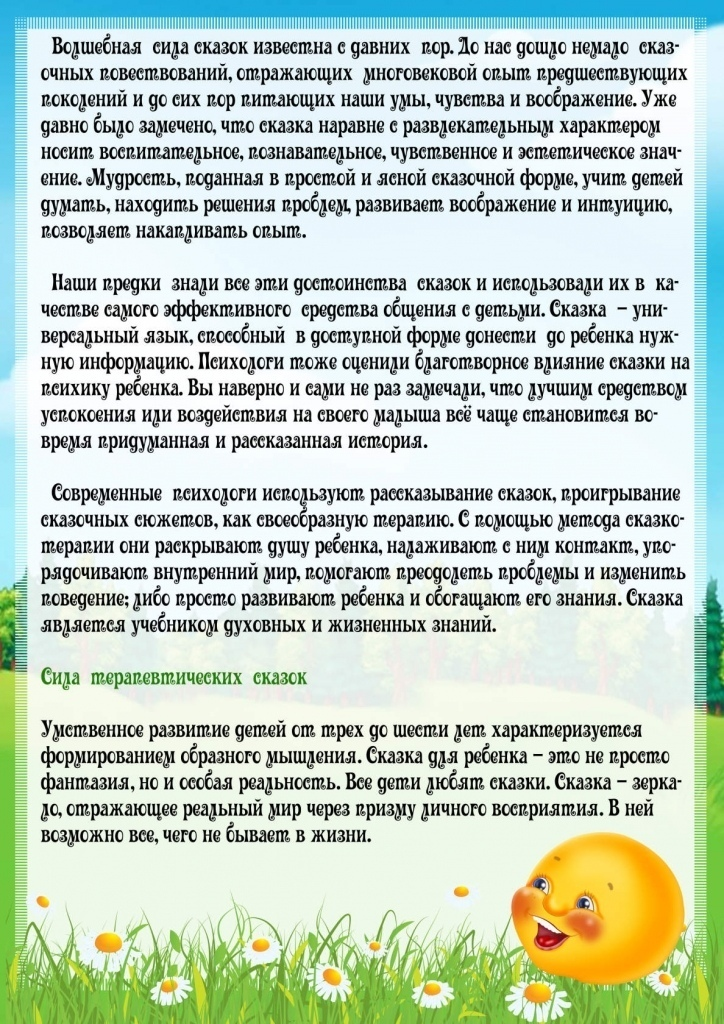 Волшебная сила сказок известна с давних пор. До нас дошло немало сказ-
очных повествований, отражающих многовековой опыт предшествующих
поколений и до сих пор питающих наши умы, чувства и воображение. Уже
давно было замечено, что сказка наравне с развлекательным характером
носит воспитательное, познавательное, чувственное и эстетическое знач-
ение. Мудрость, поданная в простой и ясной сказочной форме, учит детей
думать, находить решения проблем, развивает воображение и интуицию,
позволяет накапливать опыт.
Наши предки знали все эти достоинства сказок и использовали их в ка-
честве самого эффективного средства общения с детьми. Сказка – уни-
версальный язык, способный в доступной форме донести до ребенка нуж-
ную информацию. Психологи тоже оценили благотворное влияние сказки на
психику ребенка. Вы наверно и сами не раз замечали, что лучшим средством
успокоения или воздействия на своего малыша всё чаще становится во-
время придуманная и рассказанная история.
Современные психологи используют рассказывание сказок, проигрывание
сказочных сюжетов, как своеобразную терапию. С помощью метода сказко-
терапии они раскрывают душу ребенка, налаживают с ним контакт, упо-
рядочивают внутренний мир, помогают преодолеть проблемы и изменить
поведение; либо просто развивают ребенка и обогащают его знания. Сказка
является учебником духовных и жизненных знаний.
Сила терапевтических сказок
Умственное развитие детей от трех до шести лет характеризуется
формированием образного мышления. Сказка для ребенка – это не просто
фантазия, но и особая реальность. Все дети любят сказки. Сказка – зерка-
ло, отражающее реальный мир через призму личного восприятия. В ней
возможно все, чего не бывает в жизни.